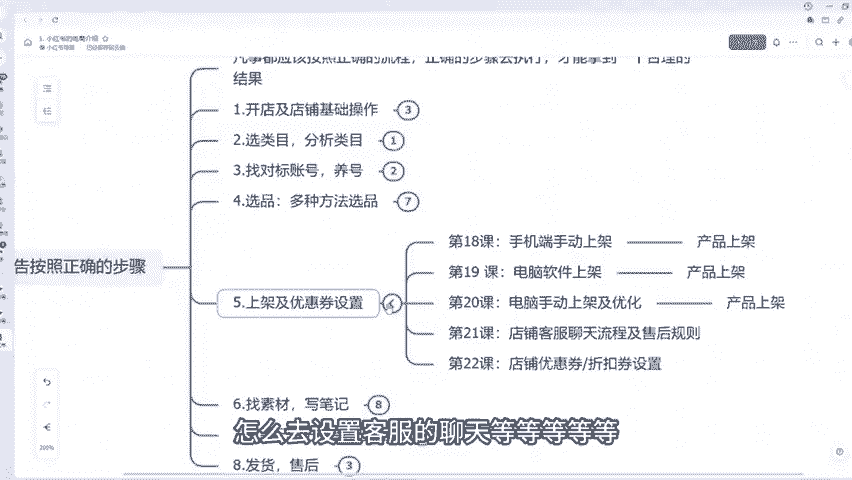 1. 小红书的电商介绍
凡事都应该按照正确的流程，正确的步骤去执行，才能拿到一个合理的
结果
1.开店及店铺基础操作 3
2.选类目，分析类目 1
3.找对标账号，养号 2
4.选品：多种方法选品 7
告按照正确的步骤
5.上架及优惠券设置
第18课：手机端手动上架 产品上架
第19 课：电脑软件上架 产品上架
第20课：电脑手动上架及优化 产品上架
第21课：店铺客服聊天流程及售后规则
第22课：店铺优惠券/折扣券设置
6.找素材，写笔记 8
怎么去设置客服的聊天等等等等等
8.发货，售后 3
200%